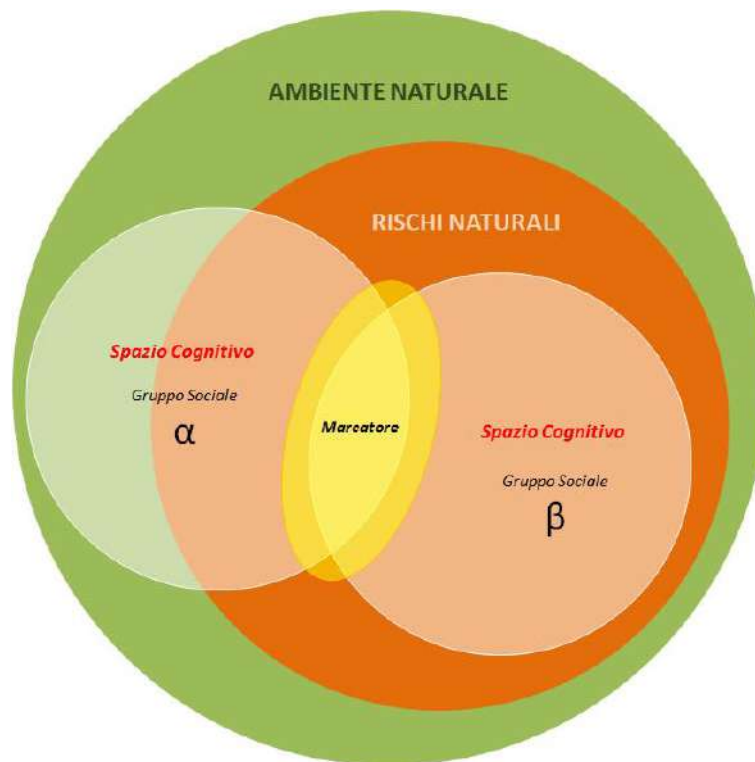 AMBIENTE NATURALE
RISCHI NATURALI
Spazio Cognitivo
Gruppo Sociale
α
Marcatore
Spazio Cognitivo
Gruppo Sociale
β